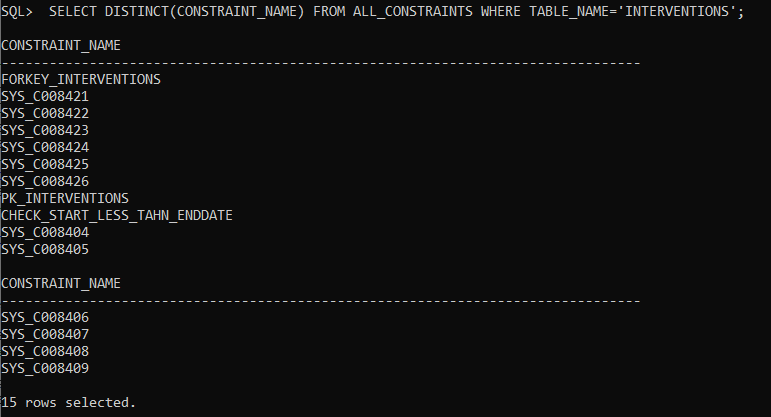 SQL>  SELECT DISTINCT(CONSTRAINT_NAME) FROM ALL_CONSTRAINTS WHERE TABLE_NAME='INTERVENTIONS';
CONSTRAINT_NAME
--------------------------------------------------------------------------------
FORKEY_INTERVENTIONS
SYS_C008421
SYS_C008422
SYS_C008423
SYS_C008424
SYS_C008425
SYS_C008426
PK_INTERVENTIONS
CHECK_START_LESS_TAHN_ENDDATE
SYS_C008404
SYS_C008405
CONSTRAINT_NAME
--------------------------------------------------------------------------------
SYS_C008406
SYS_C008407
SYS_C008408
SYS_C008409
15 rows selected.